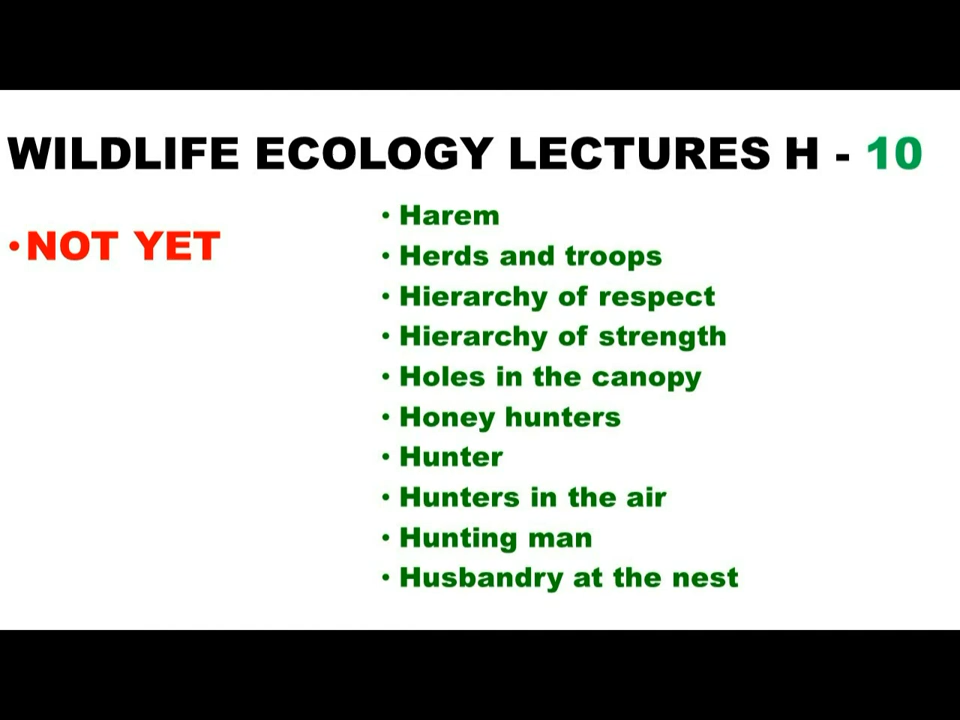 WILDLIFE ECOLOGY LECTURES H - 10
•NOT YET
• Harem
• Herds and troops
• Hierarchy of respect
• Hierarchy of strength
• Holes in the canopy
• Honey hunters
• Hunter
• Hunters in the air
• Hunting man
• Husbandry at the nest